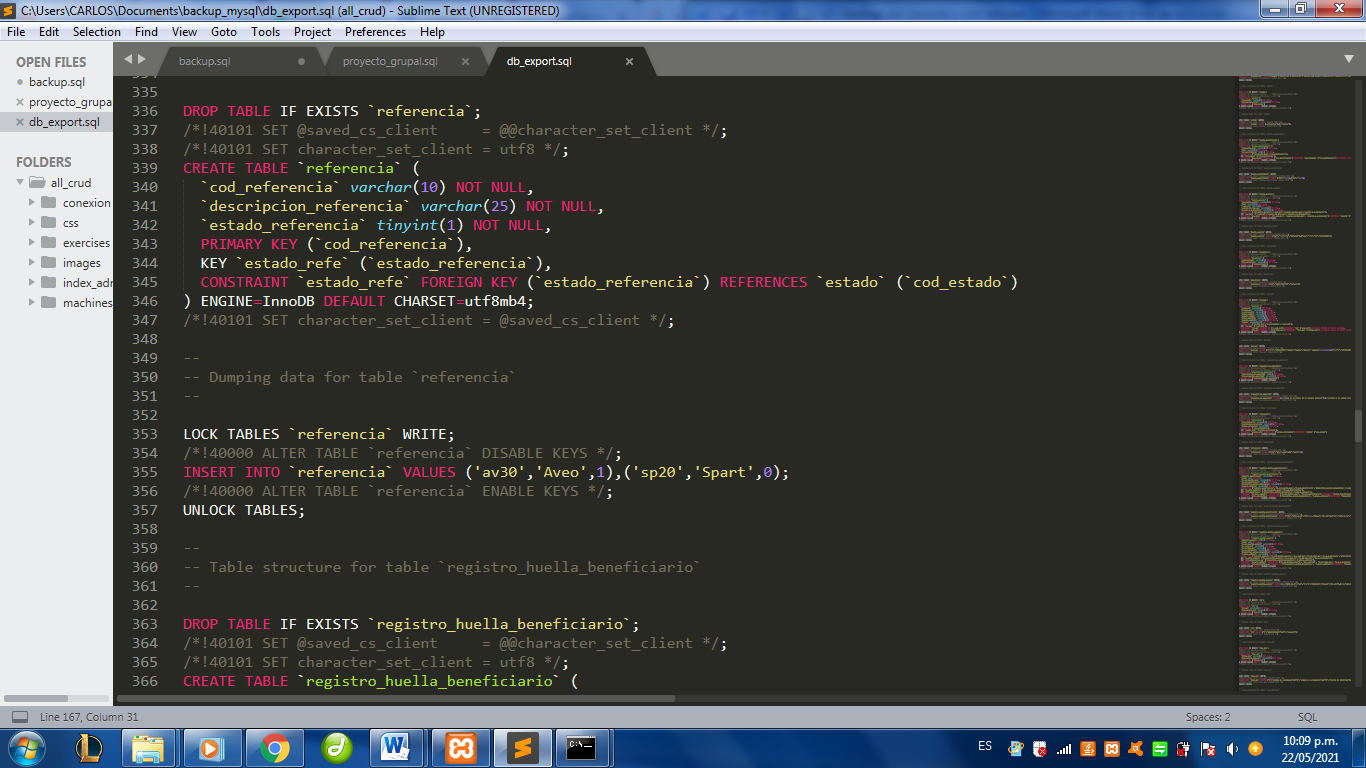 C:\Users\CARLOS\Documents\backup_mysql\db_export.sql (all_crud) - Sublime Text (UNREGISTERED)
File Edit Selection Find View Goto Tools Project Preferences Help
OPEN FILES
backup.sql
proyecto_grupa
db_export.sql
FOLDERS
all_crud
conexion
css
exercises
images
index_adr
machines
backup.sql
proyecto_grupal.sql
db_export.sql
335
336 DROP TABLE IF EXISTS `referencia`;
337 /*!40101 SET @saved_cs_client     = @@character_set_client */;
338 /*!40101 SET character_set_client = utf8 */;
339 CREATE TABLE `referencia` (
340   `cod_referencia` varchar(10) NOT NULL,
341   `descripcion_referencia` varchar(25) NOT NULL,
342   `estado_referencia` tinyint(1) NOT NULL,
343   PRIMARY KEY (`cod_referencia`),
344   KEY `estado_refe` (`estado_referencia`),
345   CONSTRAINT `estado_refe` FOREIGN KEY (`estado_referencia`) REFERENCES `estado` (`cod_estado`)
346 ) ENGINE=InnoDB DEFAULT CHARSET=utf8mb4;
347 /*!40101 SET character_set_client = @saved_cs_client */;
348
349 --
350 -- Dumping data for table `referencia`
351 --
352
353 LOCK TABLES `referencia` WRITE;
354 /*!40000 ALTER TABLE `referencia` DISABLE KEYS */;
355 INSERT INTO `referencia` VALUES ('av30','Aveo',1),('sp20','Spart',0);
356 /*!40000 ALTER TABLE `referencia` ENABLE KEYS */;
357 UNLOCK TABLES;
358
359 --
360 -- Table structure for table `registro_huella_beneficiario`
361 --
362
363 DROP TABLE IF EXISTS `registro_huella_beneficiario`;
364 /*!40101 SET @saved_cs_client     = @@character_set_client */;
365 /*!40101 SET character_set_client = utf8 */;
366 CREATE TABLE `registro_huella_beneficiario` (
Line 167, Column 31
Spaces: 2
SQL
ES
10:09 p.m.
22/05/2021